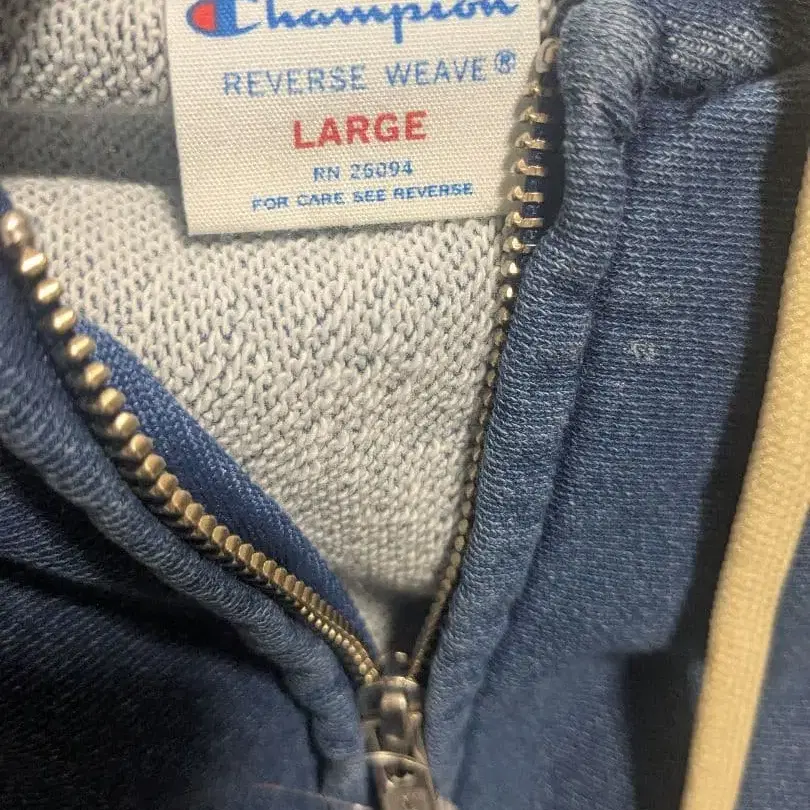 Champion
REVERSE WEAVE®
LARGE
RN 26094
FOR CARE SEE REVERSE